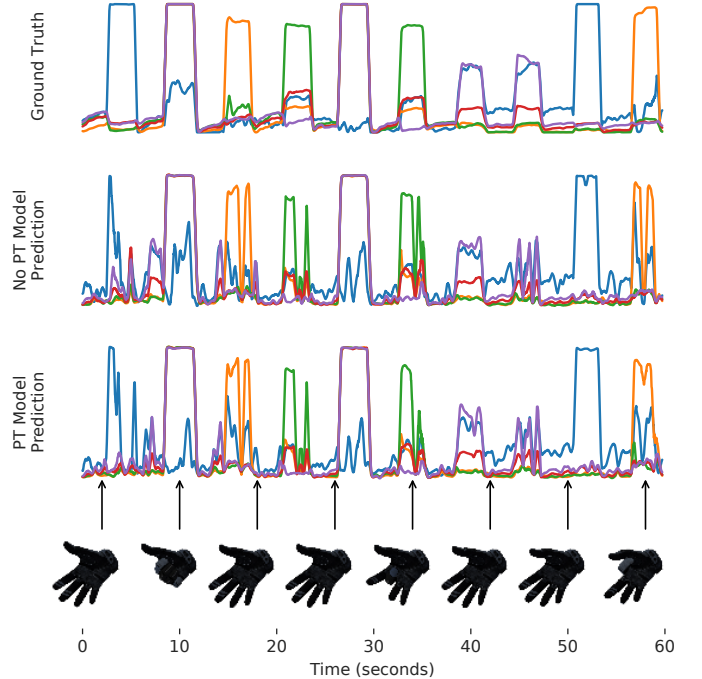 Ground Truth
No PT Model
Prediction
PT Model
Prediction
0 10 20 30 40 50 60
Time (seconds)